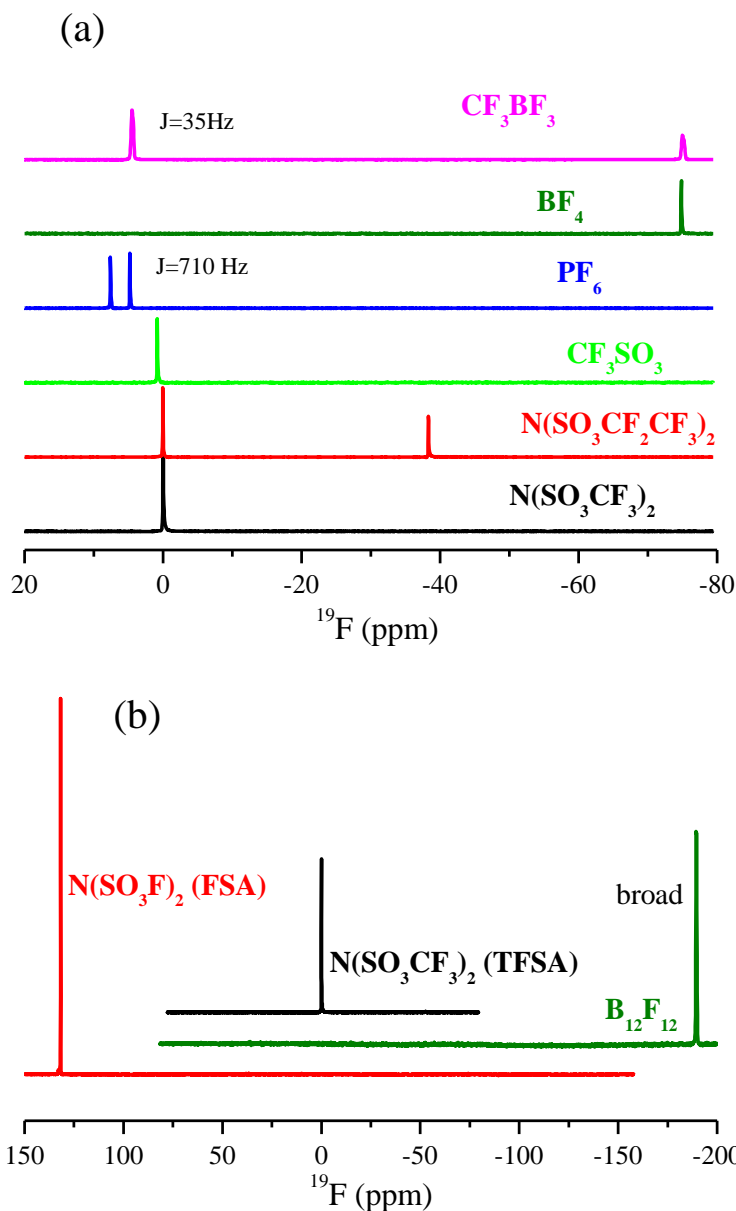 (a)
J=35Hz
CF₃BF₃
BF₄
J=710 Hz
PF₆
CF₃SO₃
N(SO₃CF₂CF₃)₂
N(SO₃CF₃)₂
20 0 -20 -40 -60 -80
¹⁹F (ppm)
(b)
N(SO₃F)₂ (FSA)
broad
N(SO₃CF₃)₂ (TFSA)
B₁₂F₁₂
150 100 50 0 -50 -100 -150 -200
¹⁹F (ppm)